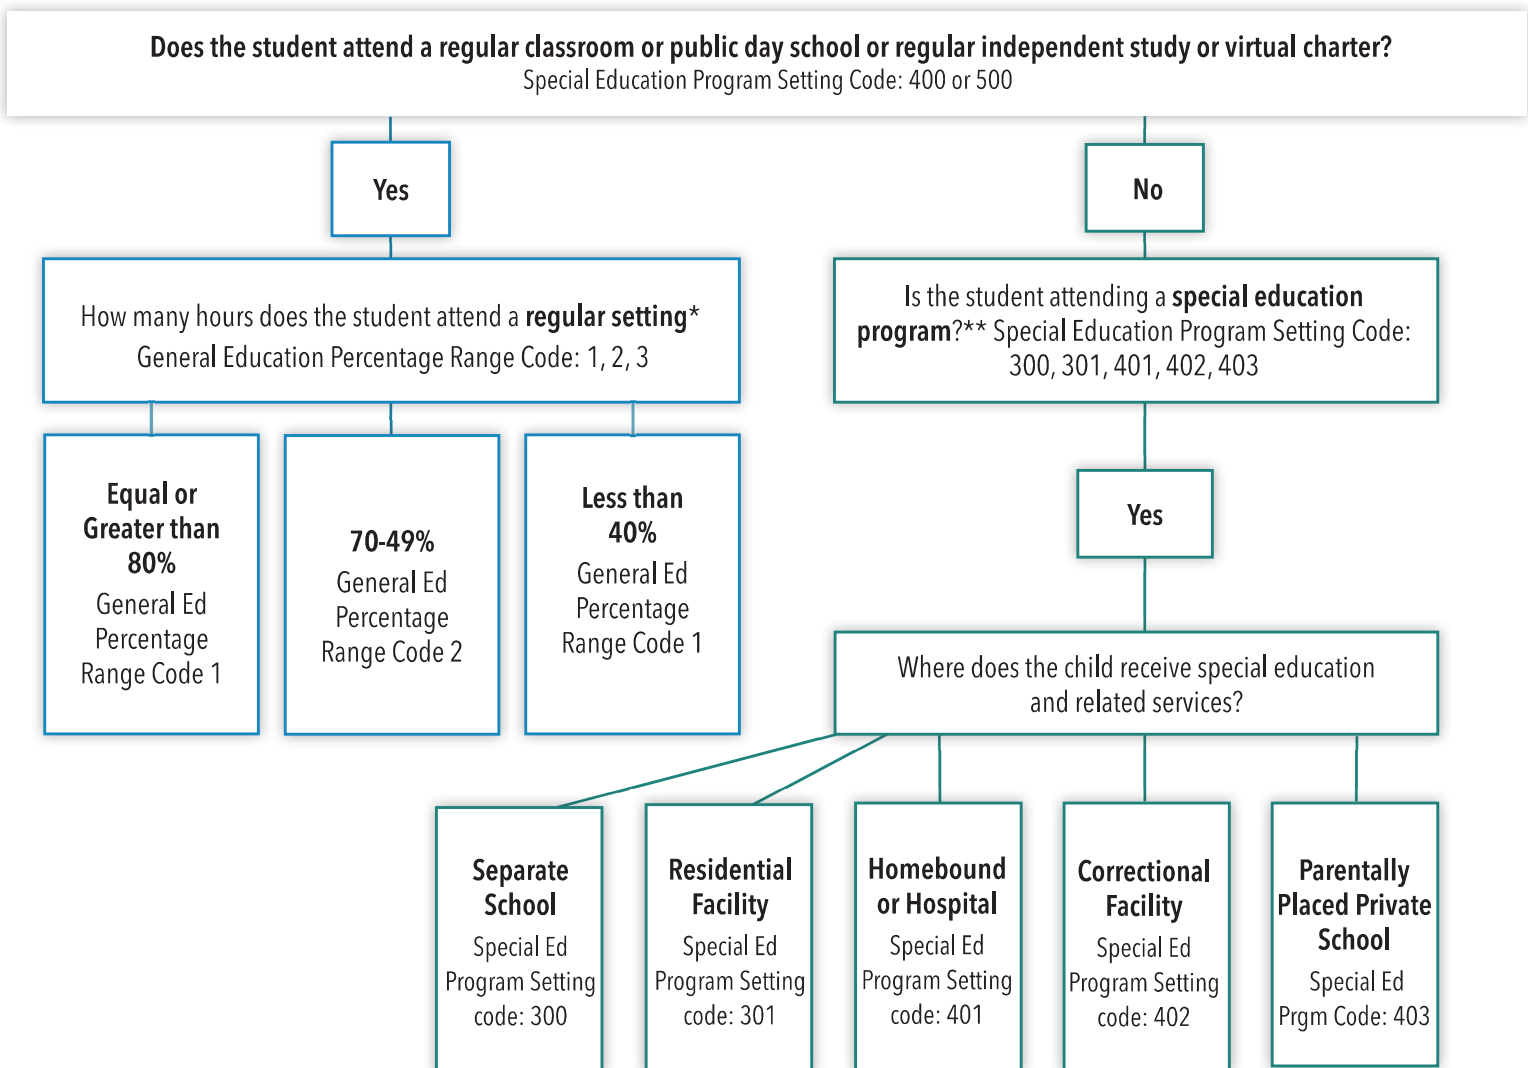 Does the student attend a regular classroom or public day school or regular independent study or virtual charter?
Special Education Program Setting Code: 400 or 500
Yes
No
How many hours does the student attend a regular setting*
General Education Percentage Range Code: 1, 2, 3
Is the student attending a special education
program?** Special Education Program Setting Code:
300, 301, 401, 402, 403
Equal or
Greater than
80%
General Ed
Percentage
Range Code 1
70-49%
General Ed
Percentage
Range Code 2
Less than
40%
General Ed
Percentage
Range Code 1
Yes
Where does the child receive special education
and related services?
Separate
School
Special Ed
Program Setting
code: 300
Residential
Facility
Special Ed
Program Setting
code: 301
Homebound
or Hospital
Special Ed
Program Setting
code: 401
Correctional
Facility
Special Ed
Program Setting
code: 402
Parentally
Placed Private
School
Special Ed
Prgm Code: 403